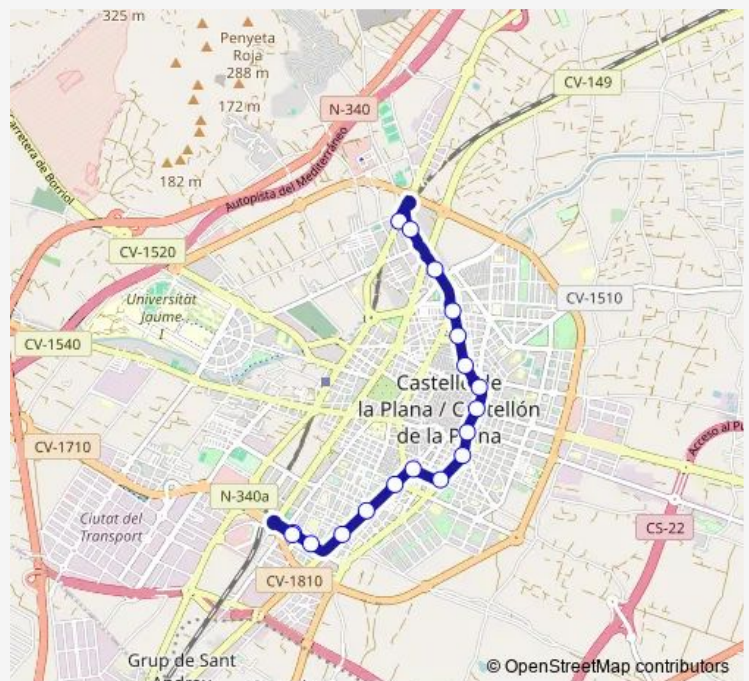 325 m
Penyeta
Roja
288 m
172 m
N-340
CV-149
Carretera de Borriol
182 m
Autopista del Mediterráneo
CV-1520
Universitat
Jaume
I
CV-1510
CV-1540
Castelló de
la Plana / Castellón
de la Plana
CV-1710
Acceso al
N-340a
Ciutat del
Transport
CS-22
CV-1810
Grup de Sant
© OpenStreetMap contributors